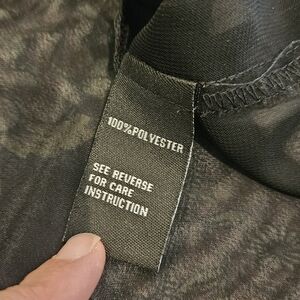 100%POLYESTER
SEE REVERSE
FOR CARE
INSTRUCTION